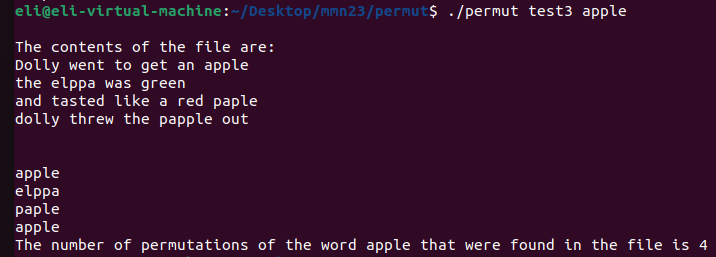 eli@eli-virtual-machine:~/Desktop/mmn23/permut$ ./permut test3 apple
The contents of the file are:
Dolly went to get an apple
the elppa was green
and tasted like a red paple
dolly threw the papple out
apple
elppa
paple
apple
The number of permutations of the word apple that were found in the file is 4